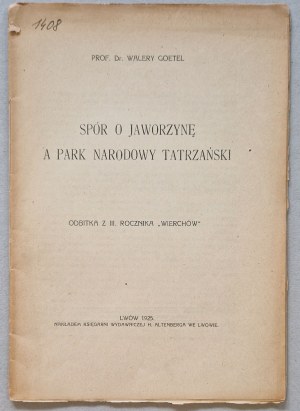 1408
PROF. Dr. WALERY GOETEL
SPÓR O JAWORZYNĘ
A PARK NARODOWY TATRZAŃSKI
ODBITKA Z III. ROCZNIKA „WIERCHÓW"
LWÓW 1925.
NAKŁADEM KSIĘGARNI WYDAWNICZEJ H. ALTENBERGA WE LWOWIE.